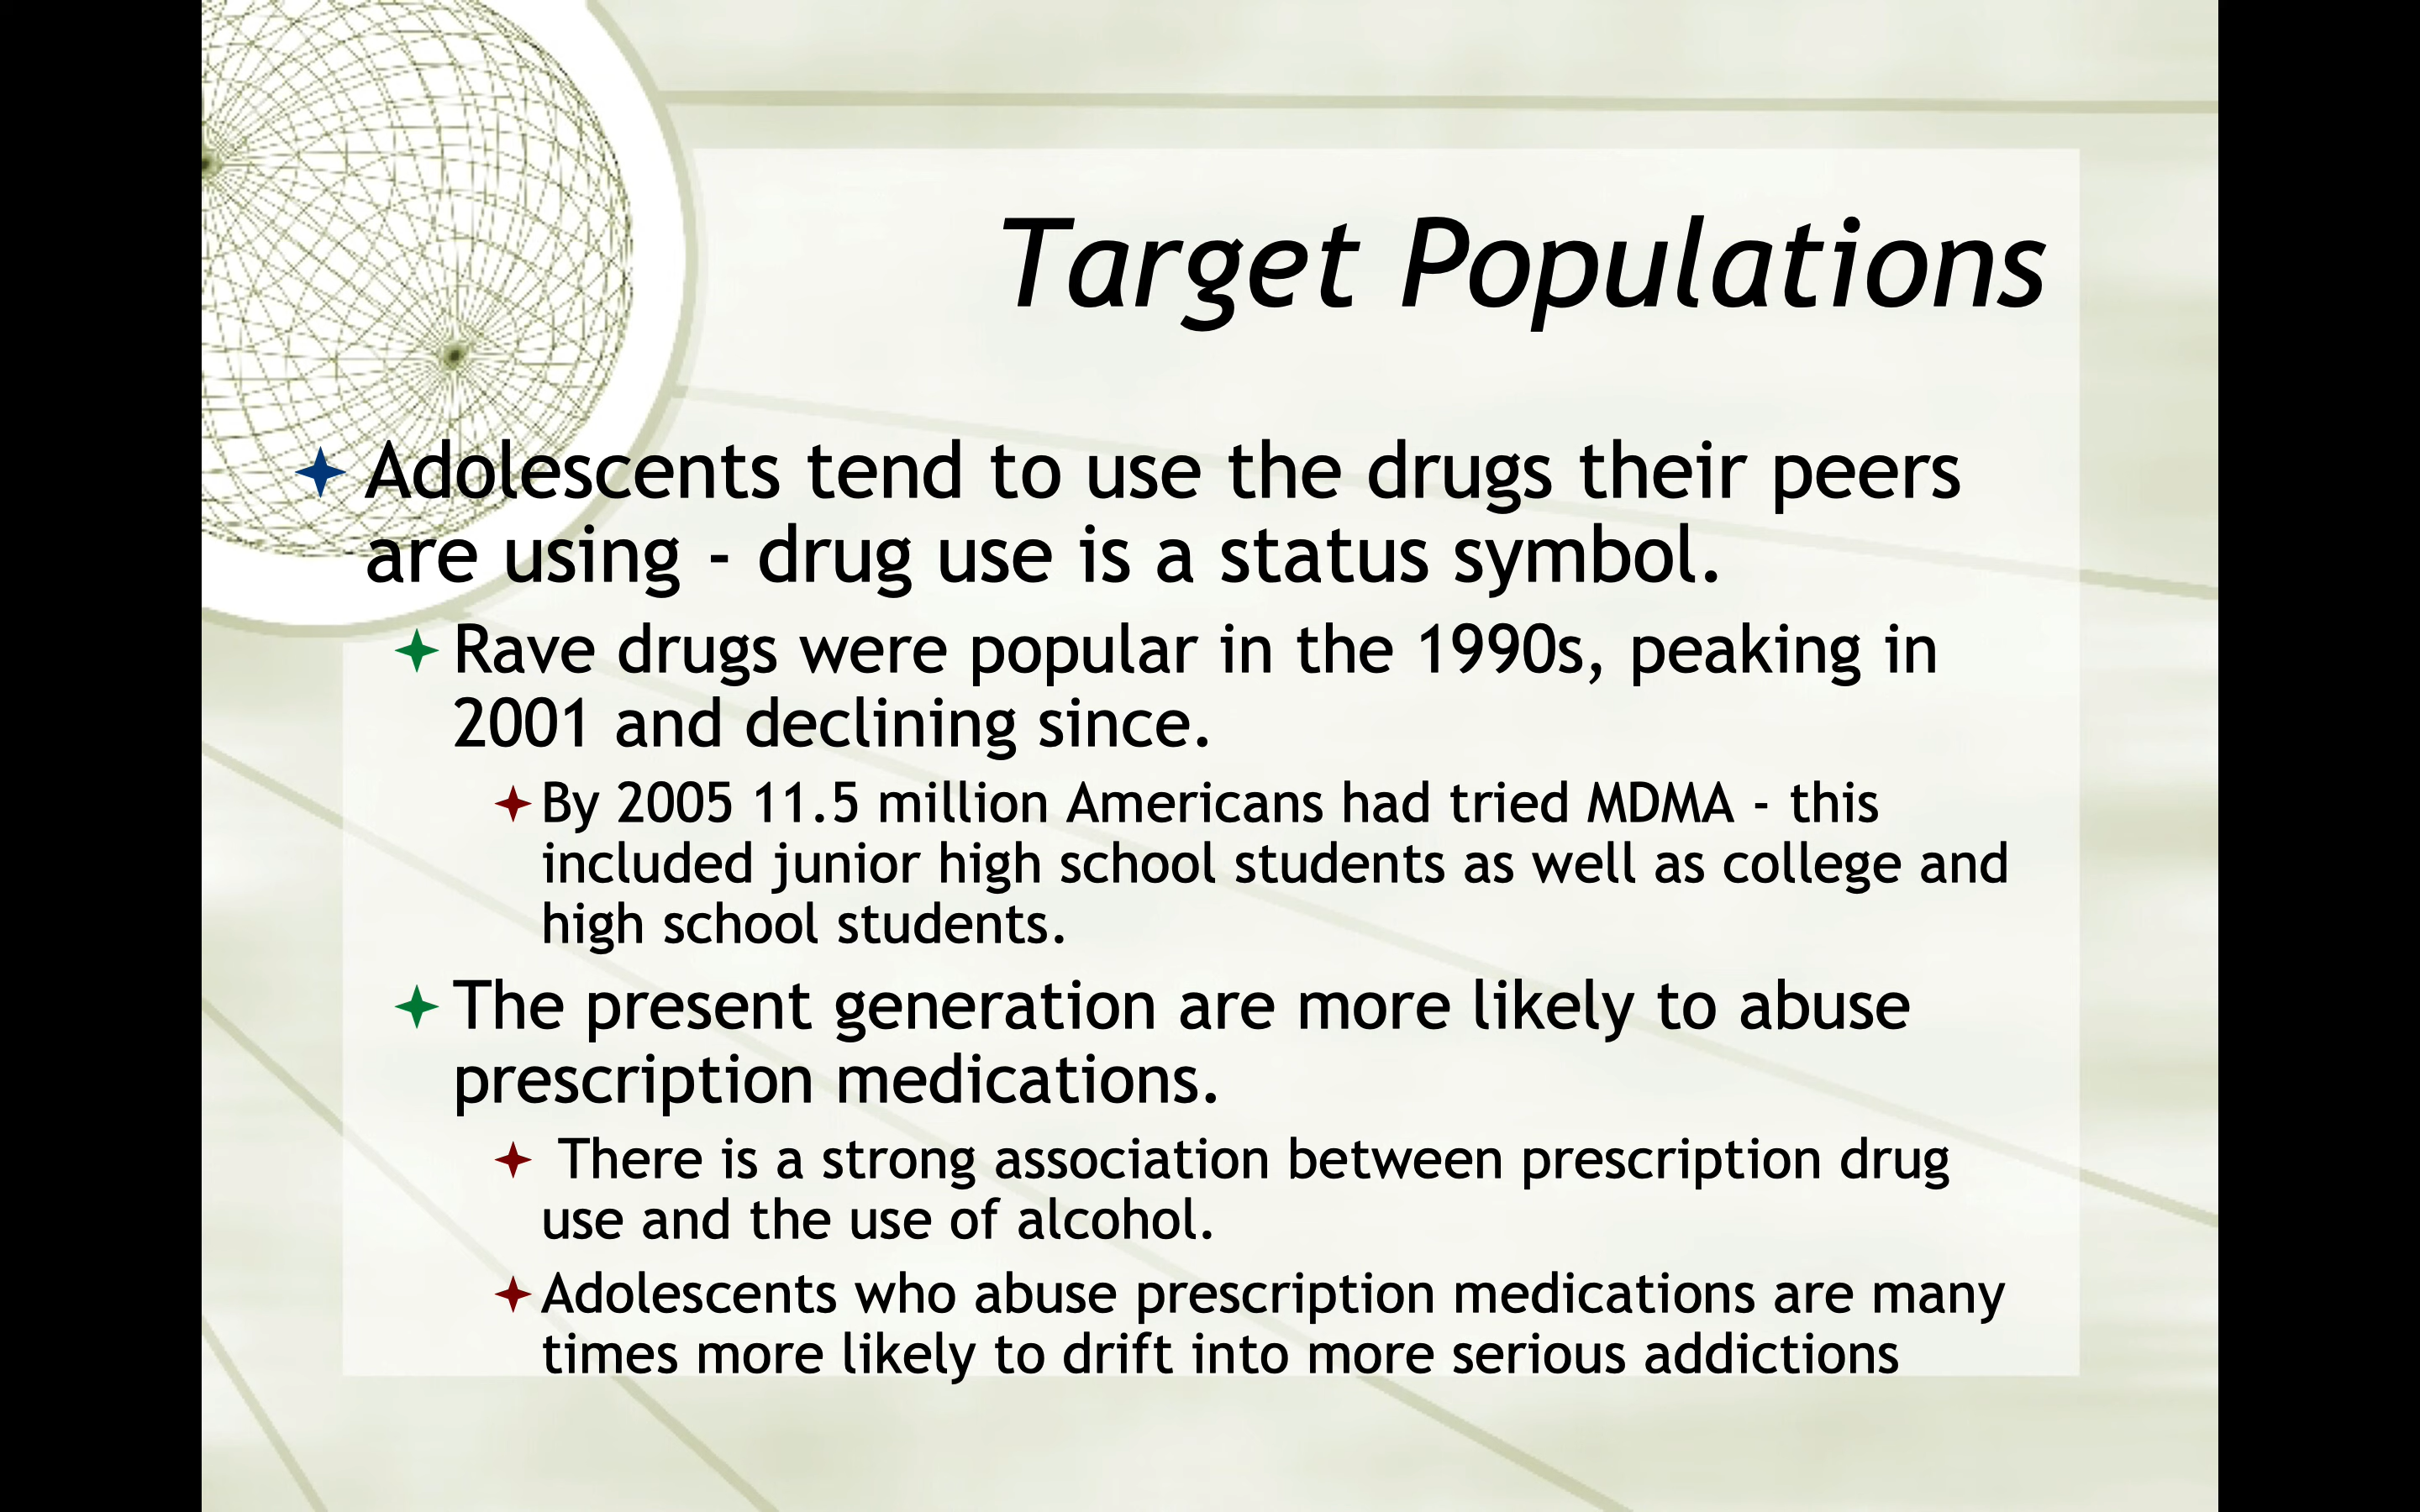 Target Populations
Adolescents tend to use the drugs their peers
are using - drug use is a status symbol.
Rave drugs were popular in the 1990s, peaking in
2001 and declining since.
By 2005 11.5 million Americans had tried MDMA - this
included junior high school students as well as college and
high school students.
The present generation are more likely to abuse
prescription medications.
There is a strong association between prescription drug
use and the use of alcohol.
Adolescents who abuse prescription medications are many
times more likely to drift into more serious addictions